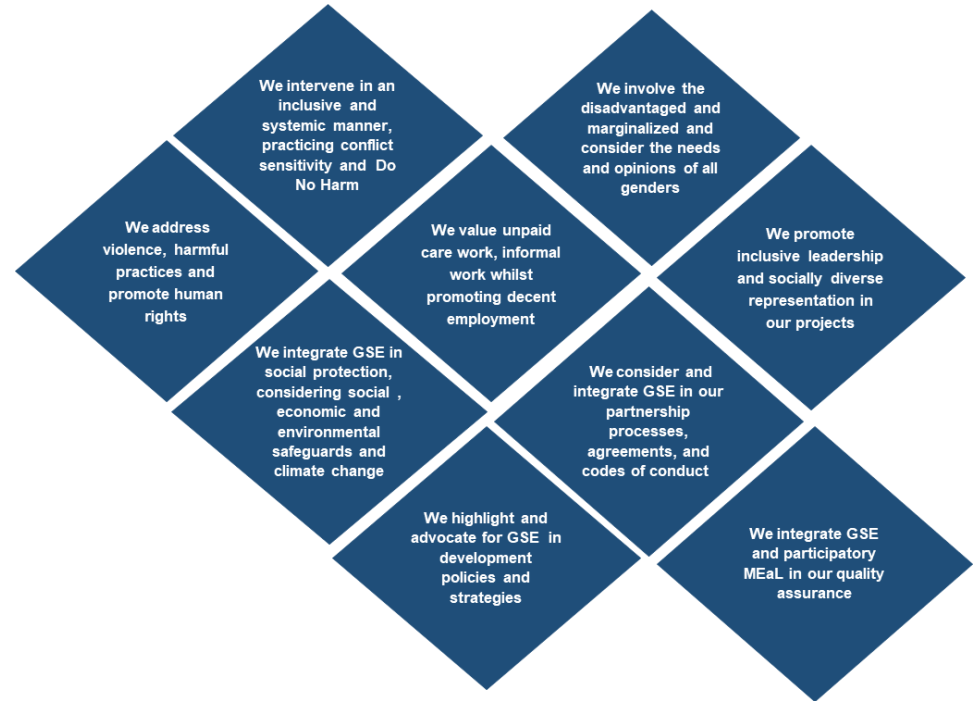 We intervene in an
inclusive and
systemic manner,
practicing conflict
sensitivity and Do
No Harm
We involve the
disadvantaged and
marginalized and
consider the needs
and opinions of all
genders
We address
violence, harmful
practices and
promote human
rights
We value unpaid
care work, informal
work whilst
promoting decent
employment
We promote
inclusive leadership
and socially diverse
representation in
our projects
We integrate GSE in
social protection,
considering social ,
economic and
environmental
safeguards and
climate change
We consider and
integrate GSE in our
partnership
processes,
agreements, and
codes of conduct
We highlight and
advocate for GSE in
development
policies and
strategies
We integrate GSE
and participatory
MEaL in our quality
assurance